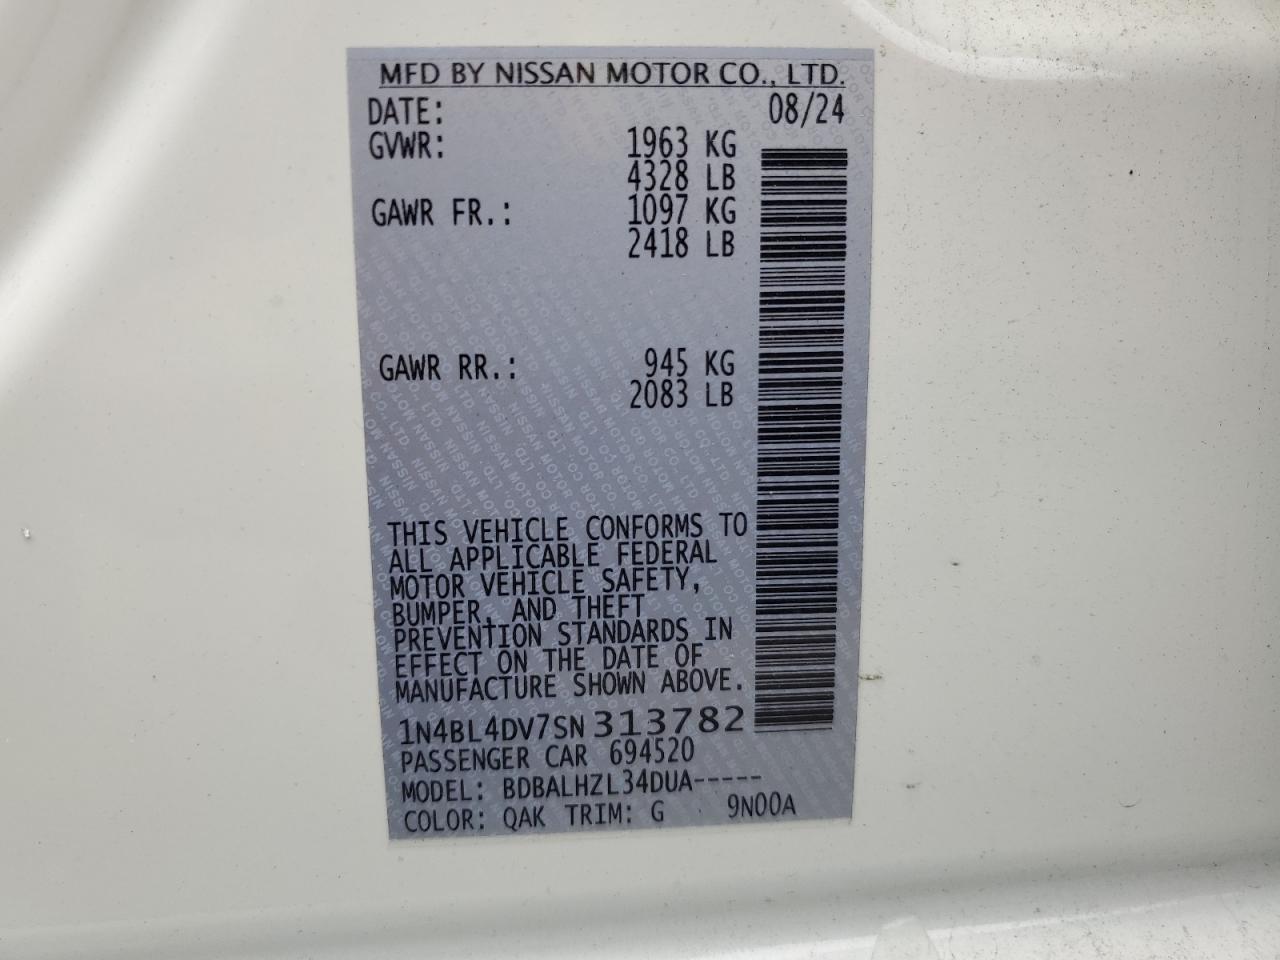 MFD BY NISSAN MOTOR CO., LTD.
DATE: 08/24
GVWR: 1963 KG
4328 LB
GAWR FR.: 1097 KG
2418 LB
GAWR RR.: 945 KG
2083 LB
THIS VEHICLE CONFORMS TO
ALL APPLICABLE FEDERAL
MOTOR VEHICLE SAFETY,
BUMPER, AND THEFT
PREVENTION STANDARDS IN
EFFECT ON THE DATE OF
MANUFACTURE SHOWN ABOVE.
1N4BL4DV7SN313782
PASSENGER CAR 694520
MODEL: BDBALHZL34DUA-----
COLOR: QAK TRIM: G 9N00A